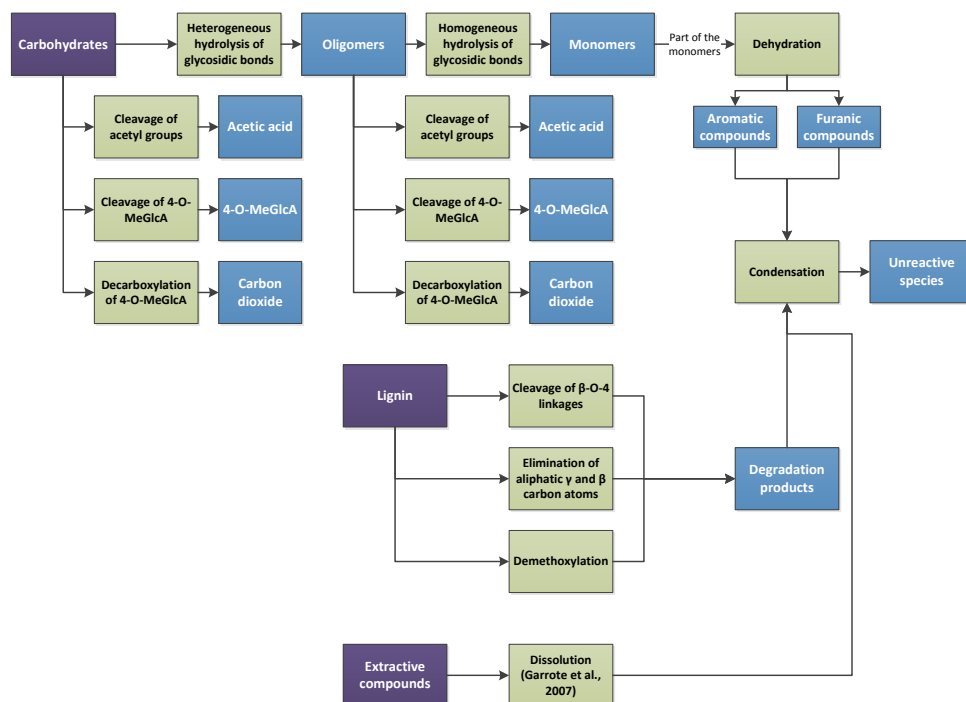 Carbohydrates
Heterogeneous
hydrolysis of
glycosidic bonds
Oligomers
Homogeneous
hydrolysis of
glycosidic bonds
Monomers
Part of the
monomers
Dehydration
Cleavage of
acetyl groups
Acetic acid
Cleavage of
acetyl groups
Acetic acid
Aromatic
compounds
Furanic
compounds
Cleavage of 4-O-
MeGlcA
4-O-MeGlcA
Cleavage of 4-O-
MeGlcA
4-O-MeGlcA
Decarboxylation
of 4-O-MeGlcA
Carbon
dioxide
Decarboxylation
of 4-O-MeGlcA
Carbon
dioxide
Condensation
Unreactive
species
Lignin
Cleavage of β-O-4
linkages
Elimination of
aliphatic γ and β
carbon atoms
Degradation
products
Demethoxylation
Extractive
compounds
Dissolution
(Garrote et al.,
2007)